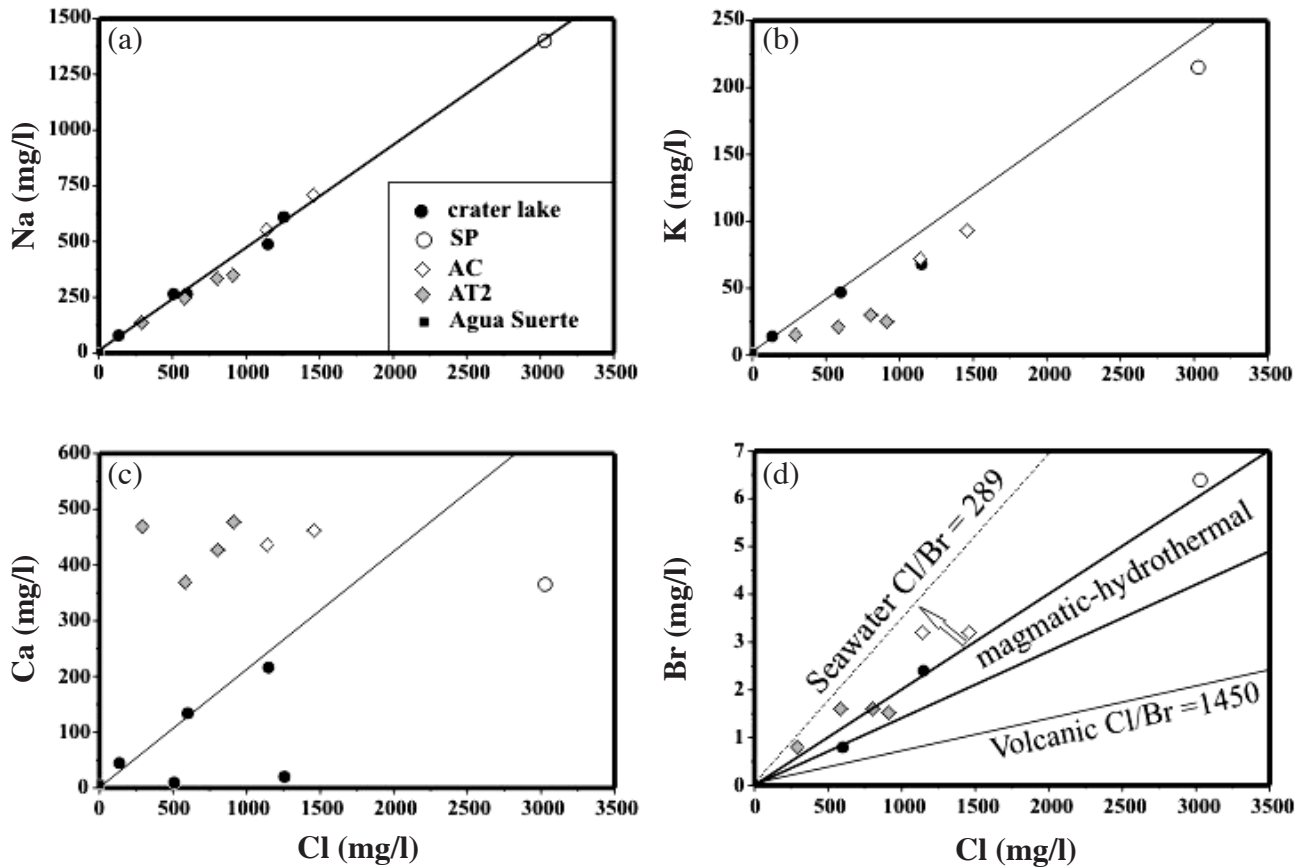 (a)
Na (mg/l)
1500
1250
1000
750
500
250
0
0 500 1000 1500 2000 2500 3000 3500
crater lake
SP
AC
AT2
Agua Suerte
(b)
K (mg/l)
250
200
150
100
50
0
0 500 1000 1500 2000 2500 3000 3500
(c)
Ca (mg/l)
600
500
400
300
200
100
0
0 500 1000 1500 2000 2500 3000 3500
Cl (mg/l)
(d)
Br (mg/l)
7
6
5
4
3
2
1
0
Seawater Cl/Br = 289
magmatic-hydrothermal
Volcanic Cl/Br =1450
0 500 1000 1500 2000 2500 3000 3500
Cl (mg/l)